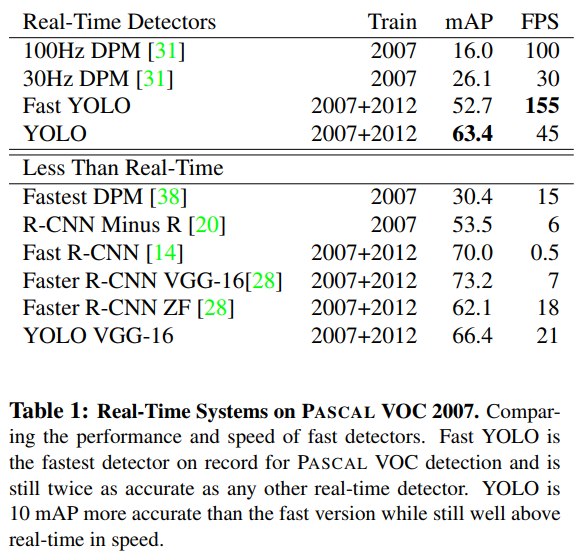 Real-Time Detectors Train mAP FPS
100Hz DPM [31] 2007 16.0 100
30Hz DPM [31] 2007 26.1 30
Fast YOLO 2007+2012 52.7 155
YOLO 2007+2012 63.4 45
Less Than Real-Time
Fastest DPM [38] 2007 30.4 15
R-CNN Minus R [20] 2007 53.5 6
Fast R-CNN [14] 2007+2012 70.0 0.5
Faster R-CNN VGG-16[28] 2007+2012 73.2 7
Faster R-CNN ZF [28] 2007+2012 62.1 18
YOLO VGG-16 2007+2012 66.4 21
Table 1: Real-Time Systems on PASCAL VOC 2007. Compar-
ing the performance and speed of fast detectors. Fast YOLO is
the fastest detector on record for PASCAL VOC detection and is
still twice as accurate as any other real-time detector. YOLO is
10 mAP more accurate than the fast version while still well above
real-time in speed.